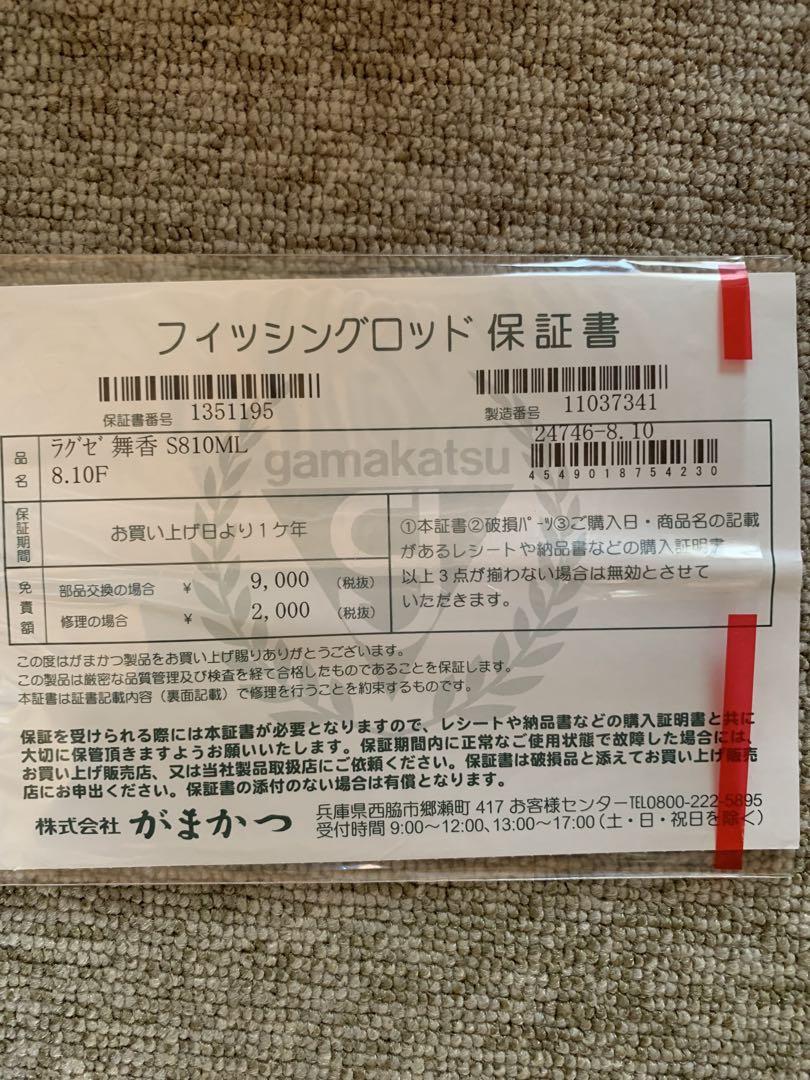 フィッシングロッド 保証書
保証書番号 1351195
製造番号 11037341
24746-8.10
4549018754230
品名
ﾗｸﾞｾﾞ 舞香 S810ML
8.10F
gamakatsu
G
保証期間
お買い上げ日より１ケ年
免責額
部品交換の場合 ¥ 9,000 (税抜)
修理の場合 ¥ 2,000 (税抜)
①本証書②破損ﾊﾟｰﾂ③ご購入日・商品名の記載
があるレシートや納品書などの購入証明書
以上３点が揃わない場合は無効とさせて
いただきます。
この度はがまかつ製品をお買い上げ賜りありがとうございます。
この製品は厳密な品質管理及び検査を経て合格したものであることを保証します。
本証書は証書記載内容（裏面記載）で修理を行うことを約束するものです。
保証を受けられる際には本証書が必要となりますので、レシートや納品書などの購入証明書と共に
大切に保管頂きますようお願いいたします。保証期間内に正常なご使用状態で故障した場合には、
お買い上げ販売店、又は当社製品取扱店にご依頼ください。保証書は破損品と添えてお買い上げ販売
店にお申出ください。保証書の添付のない場合は有償となります。
株式会社 がまかつ
兵庫県西脇市郷瀬町 417 お客様センターTEL0800-222-5895
受付時間 9:00～12:00、13:00～17:00（土・日・祝日を除く）